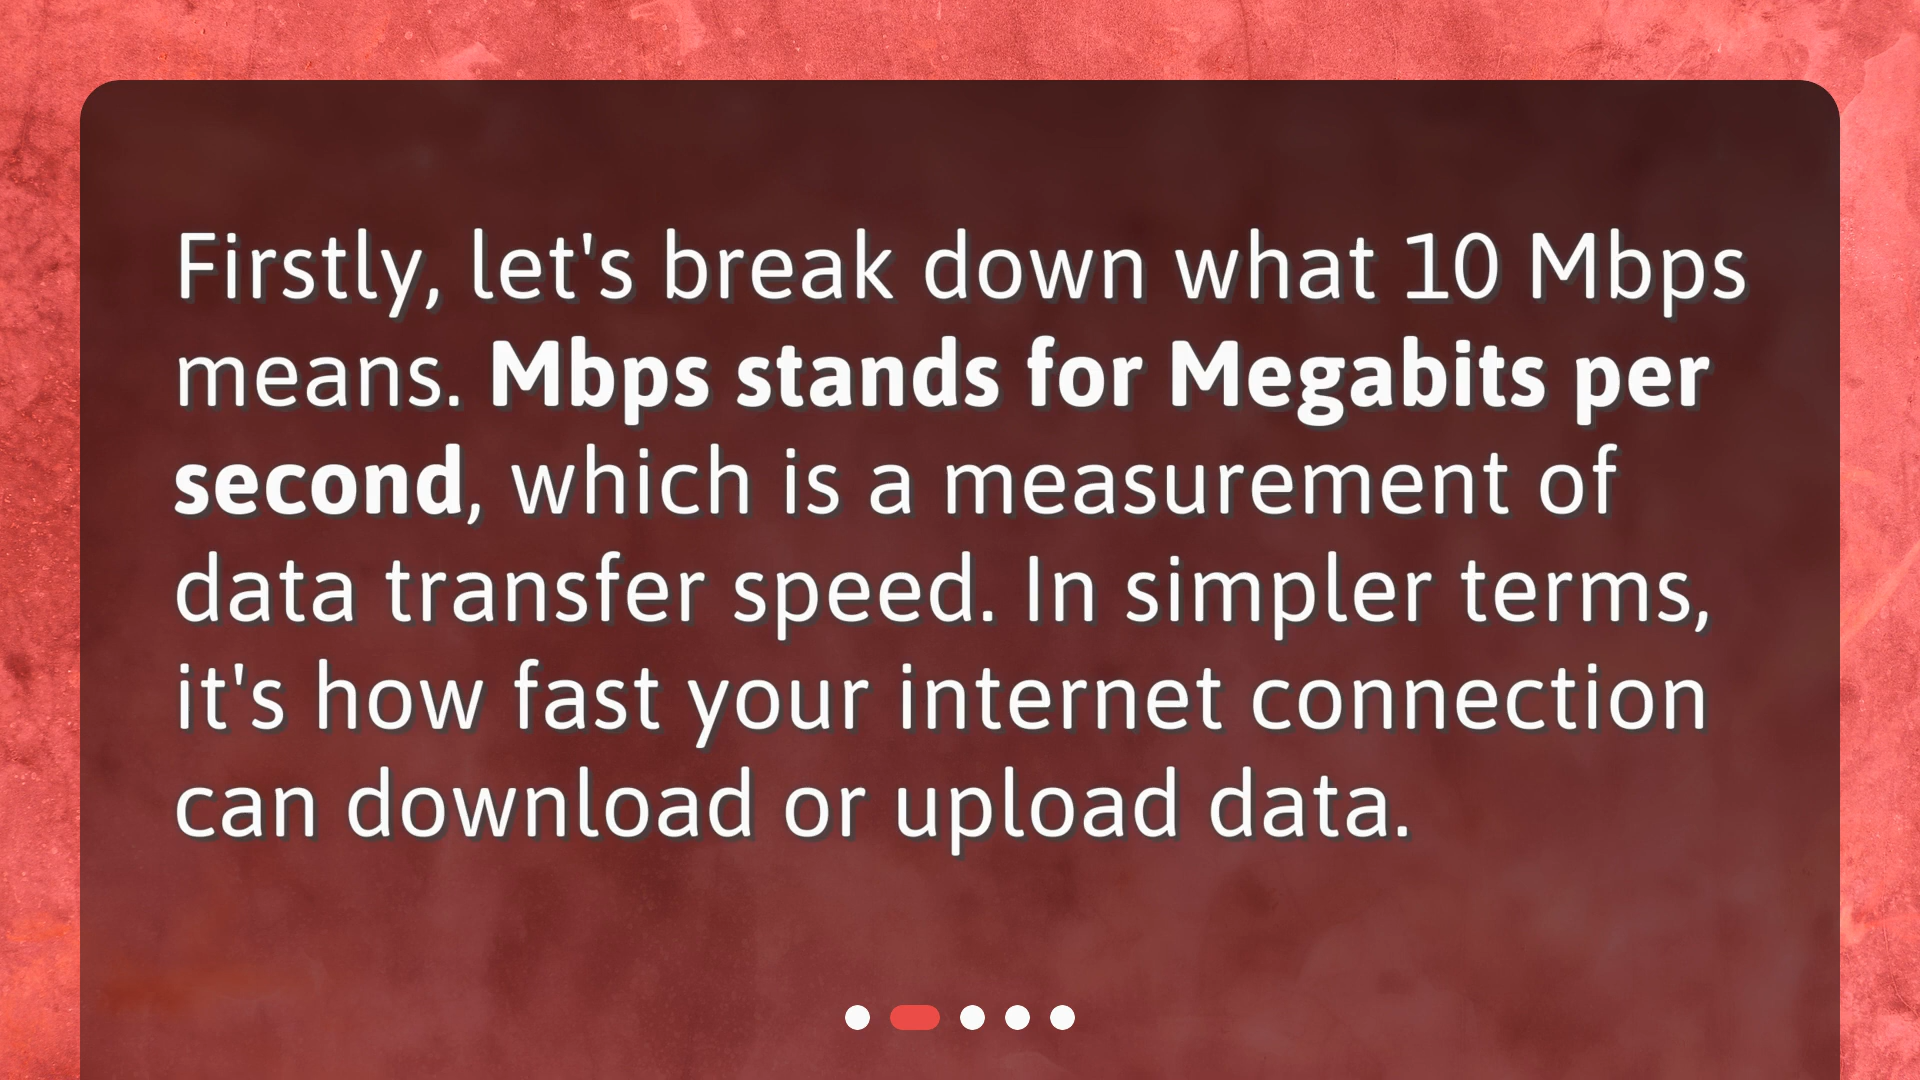 Firstly, let's break down what 10 Mbps
means. Mbps stands for Megabits per
second, which is a measurement of
data transfer speed. In simpler terms,
it's how fast your internet connection
can download or upload data.